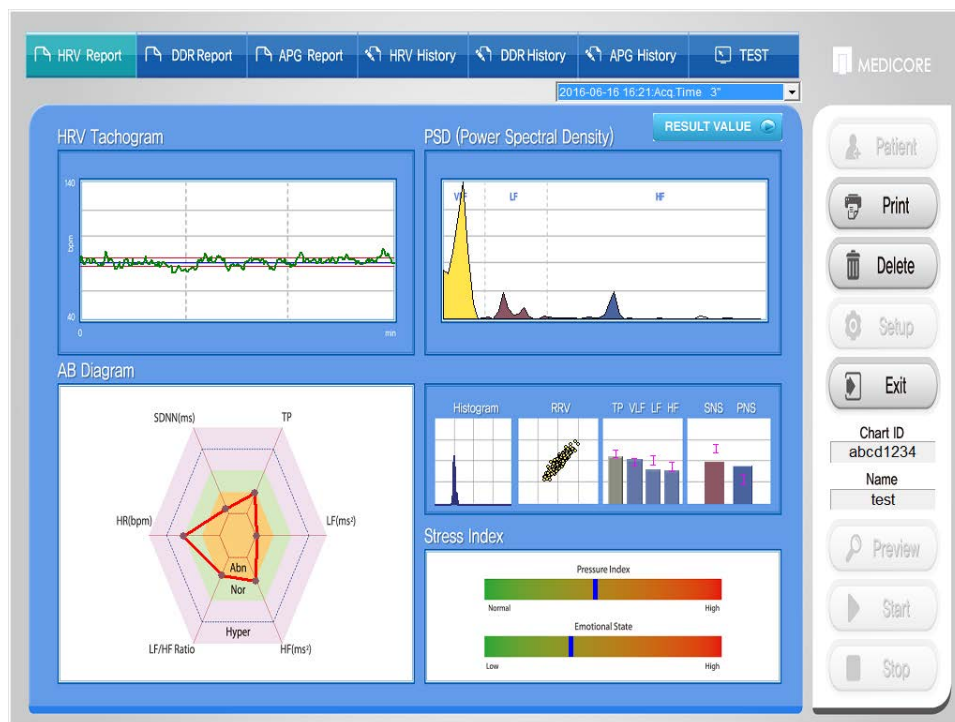 HRV Report DDR Report APG Report HRV History DDR History APG History TEST
MEDICORE
2016-06-16 16:21:Acq.Time 3"
RESULT VALUE
HRV Tachogram
140
bpm
40
0 min
PSD (Power Spectral Density)
VLF LF HF
AB Diagram
SDNN(ms) TP
HR(bpm) LF(ms²)
Abn
Nor
Hyper
LF/HF Ratio HF(ms²)
Histogram RRV TP VLF LF HF SNS PNS
Stress Index
Pressure Index
Normal High
Emotional State
Low High
Patient
Print
Delete
Setup
Exit
Chart ID
abcd1234
Name
test
Preview
Start
Stop